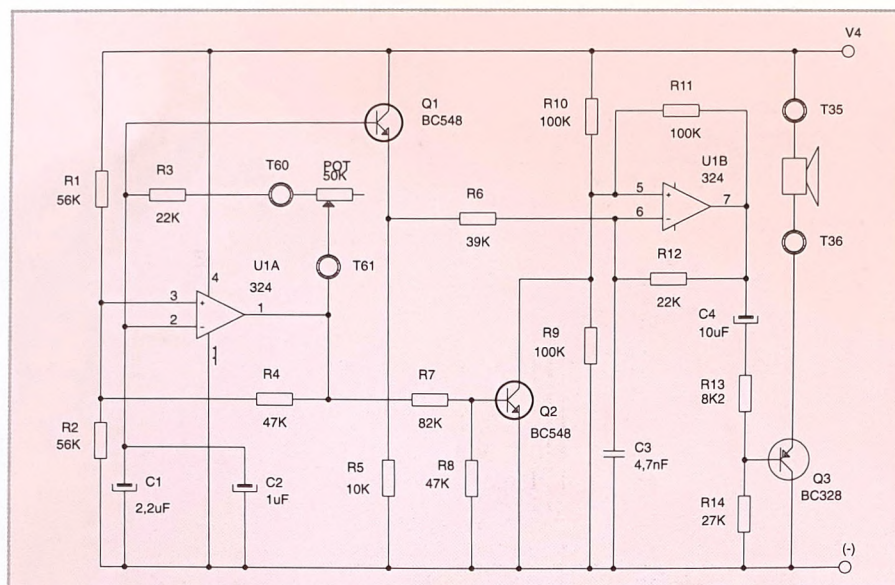 V4
Q1
BC548
R10
100K
R11
100K
T35
R1
56K
R3
22K
T60
POT
50K
R6
39K
U1B
324
5
+
6
-
7
T36
T61
U1A
324
4
3
+
2
-
1
R12
22K
C4
10uF
R9
100K
R4
47K
R7
82K
Q2
BC548
R13
8K2
R2
56K
C1
2,2uF
C2
1uF
R5
10K
R8
47K
C3
4,7nF
Q3
BC328
R14
27K
(-)